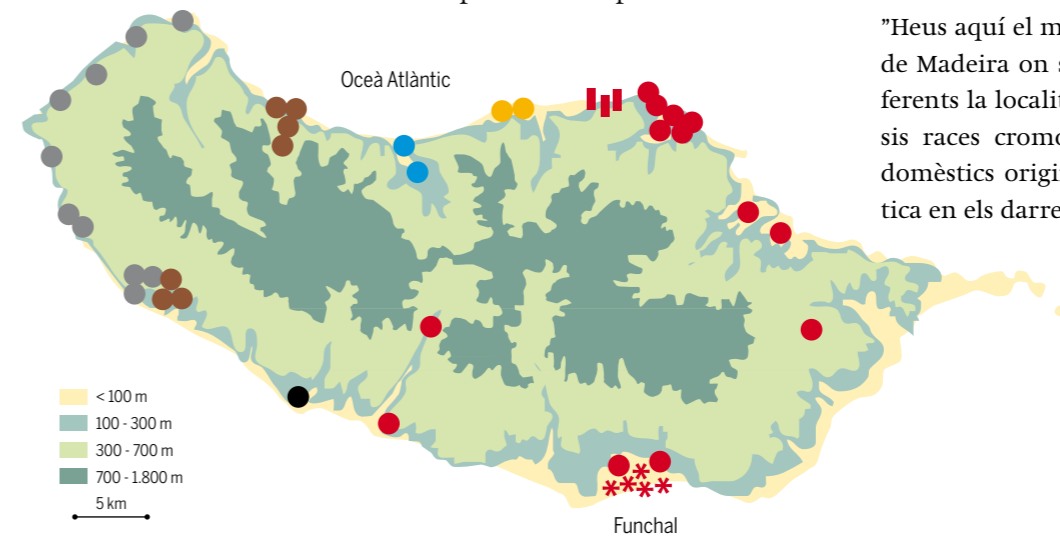 Oceà Atlàntic
"Heus aquí el m
de Madeira on s
ferents la localit
sis races cromo
domèstics origi
tica en els darre
< 100 m
100 - 300 m
300 - 700 m
700 - 1.800 m
5 km
Funchal